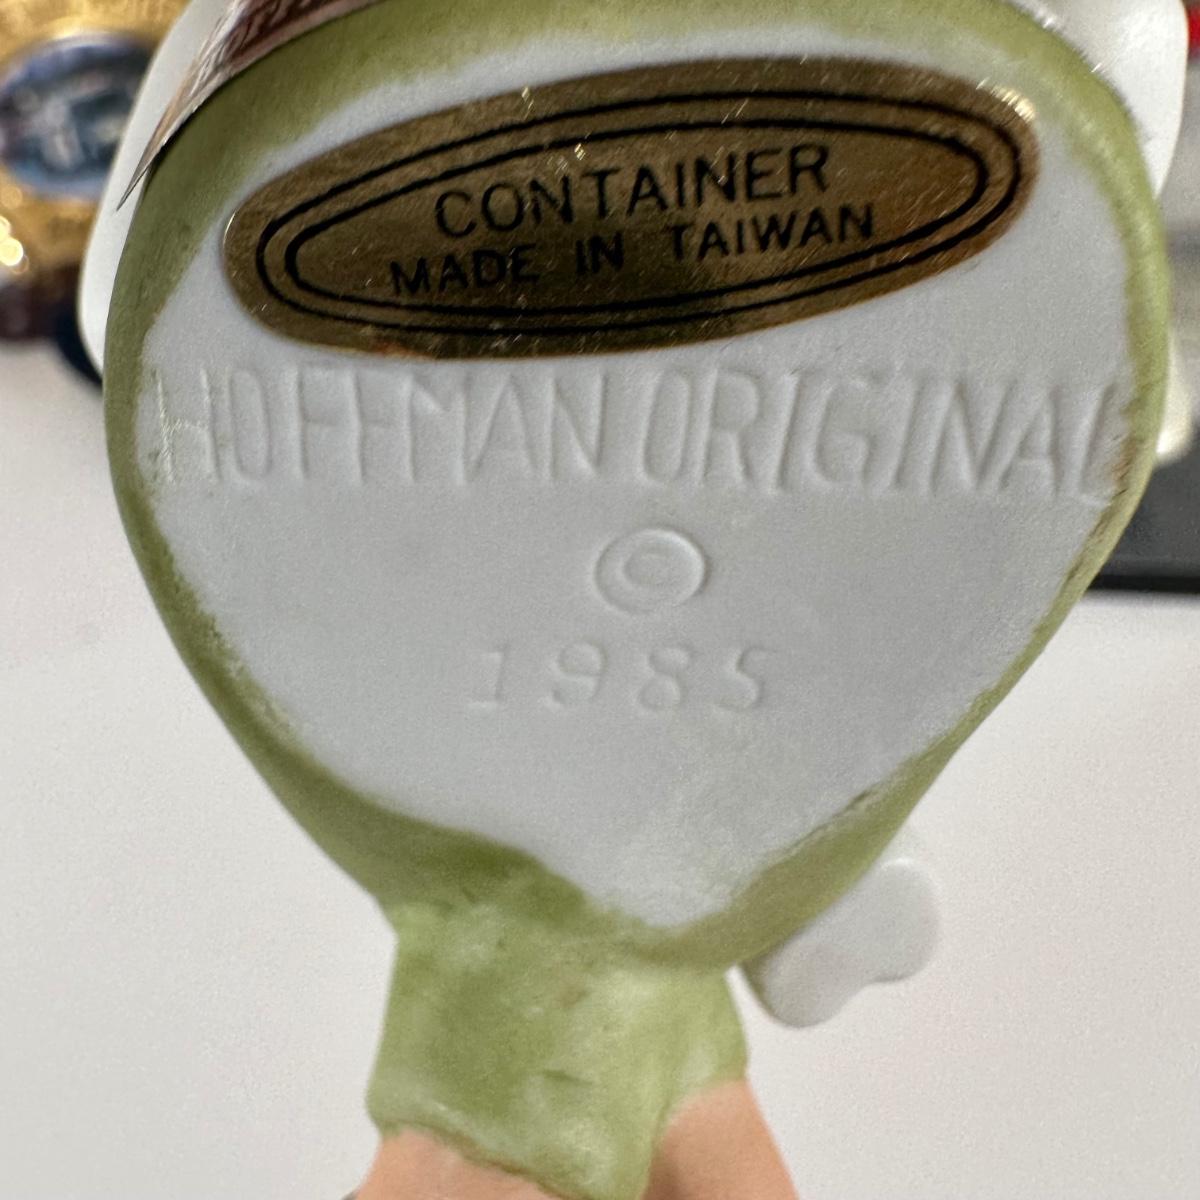 CONTAINER
MADE IN TAIWAN
HOFFMAN ORIGINAL
©
1985